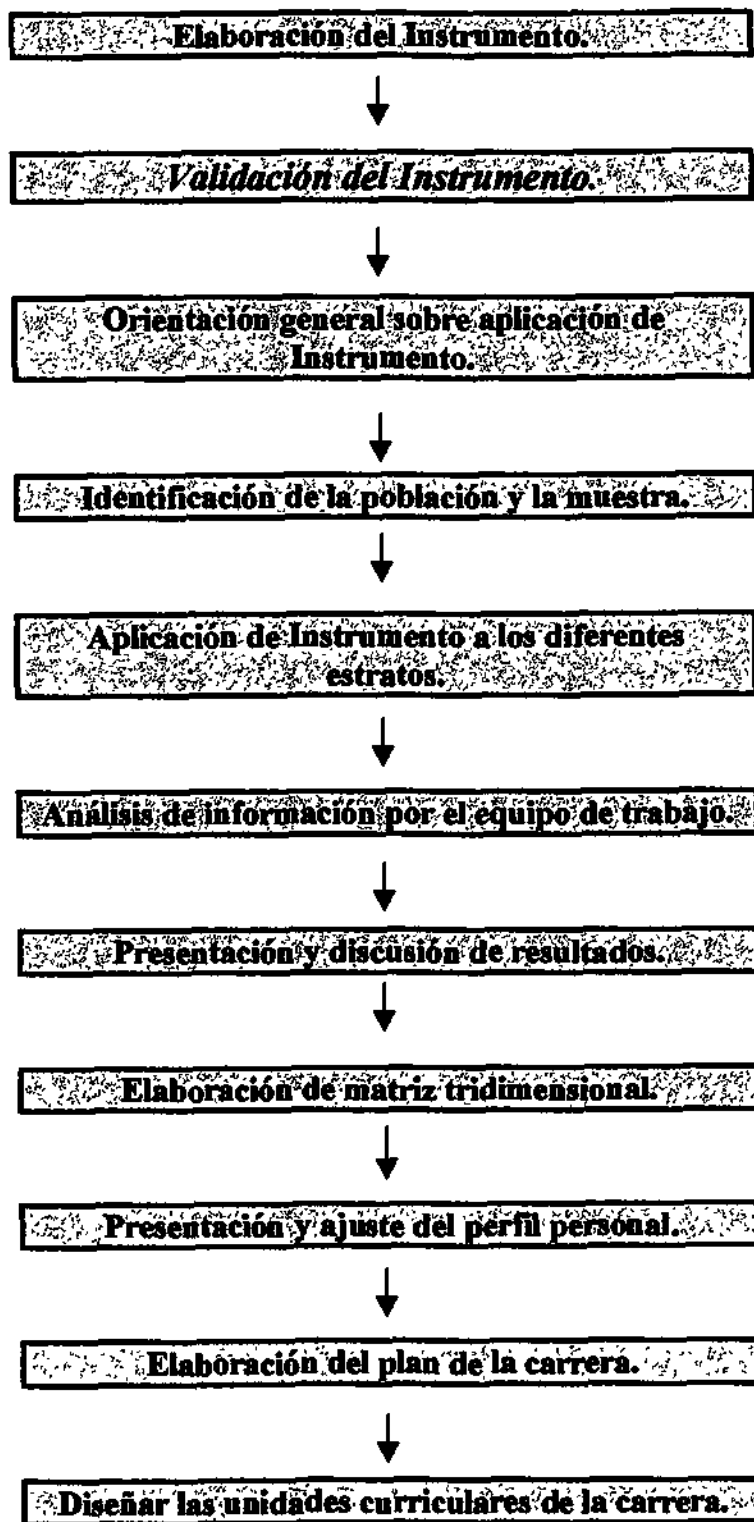 Elaboración del Instrumento.
Validación del Instrumento.
Orientación general sobre aplicación de
Instrumento.
Identificación de la población y la muestra.
Aplicación de Instrumento a los diferentes
estratos.
Análisis de información por el equipo de trabajo.
Presentación y discusión de resultados.
Elaboración de matriz tridimensional.
Presentación y ajuste del perfil personal.
Elaboración del plan de la carrera.
Diseñar las unidades curriculares de la carrera.